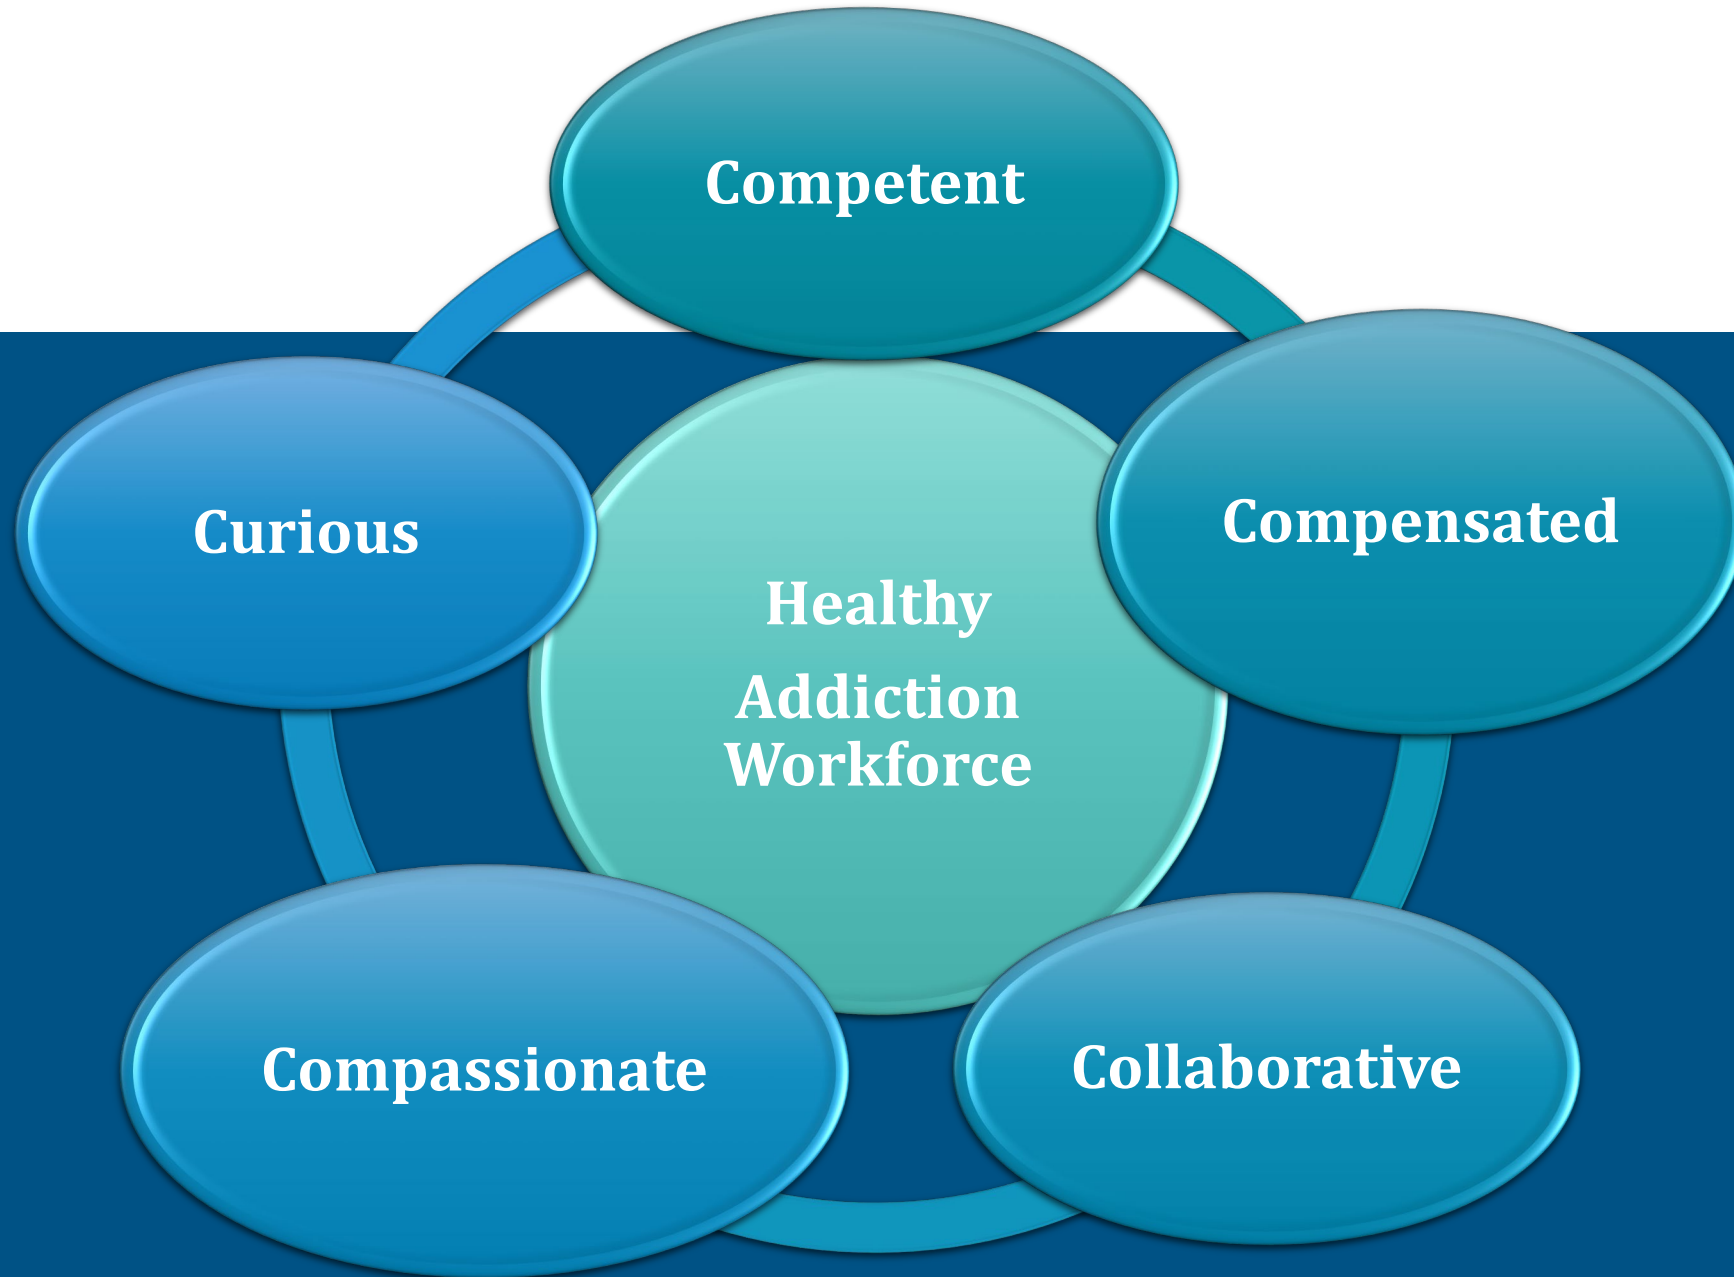 Competent
Compensated
Curious
Healthy
Addiction
Workforce
Compassionate
Collaborative